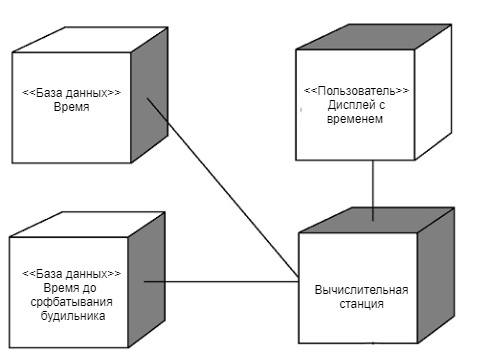 <<База данных>>
Время
<<Пользователь>>
Дисплей с
временем
<<База данных>>
Время до
срфбатывания
будильника
Вычислительная
станция